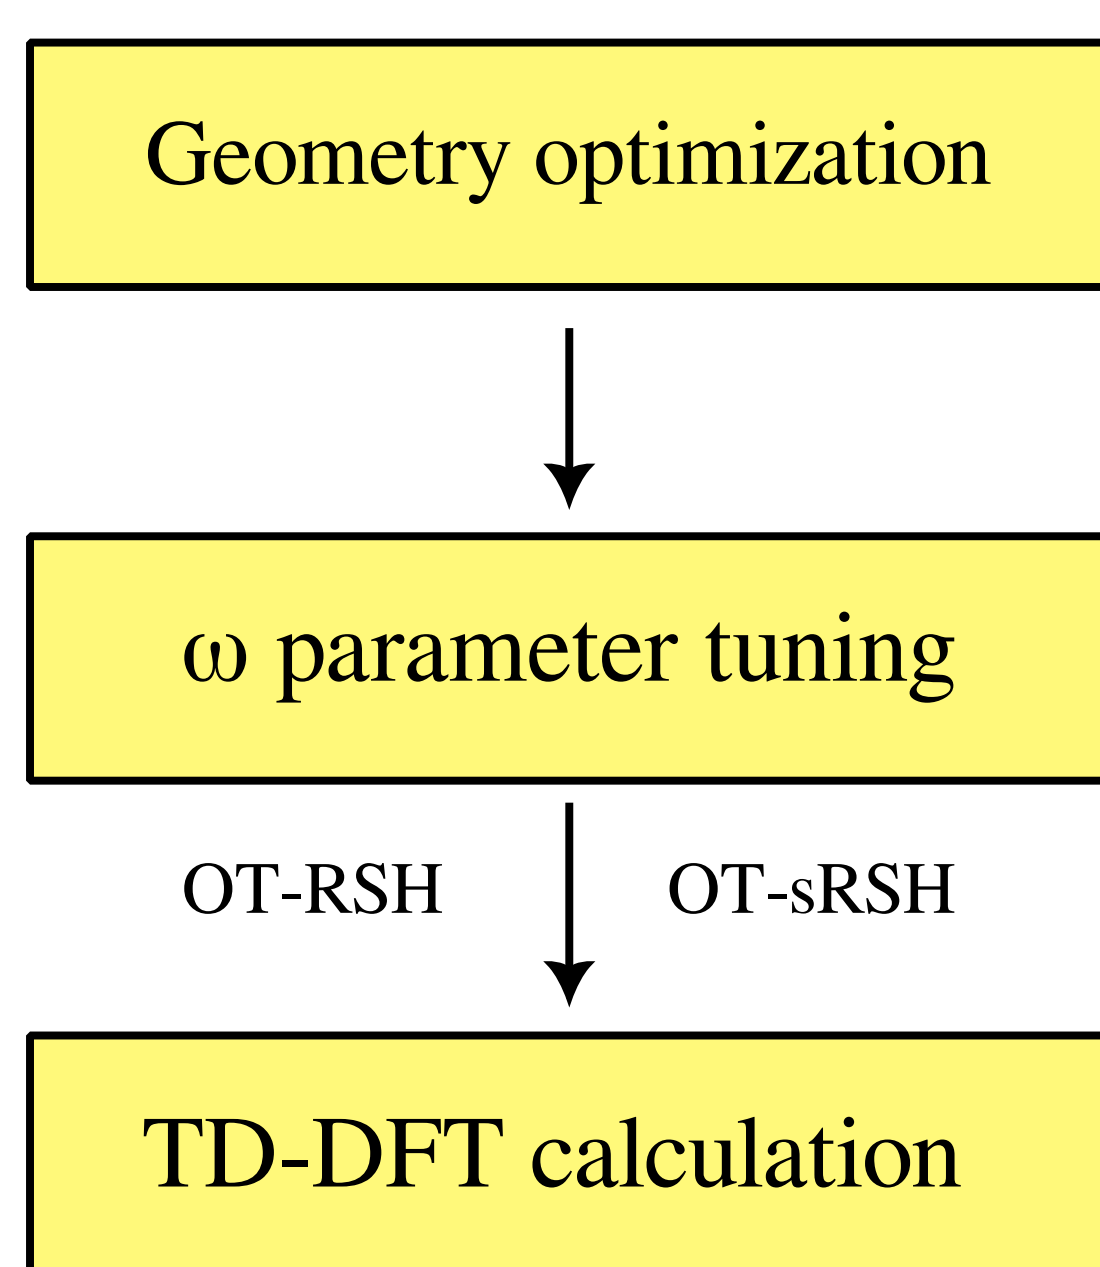 Geometry optimization
ω parameter tuning
OT-RSH OT-sRSH
TD-DFT calculation